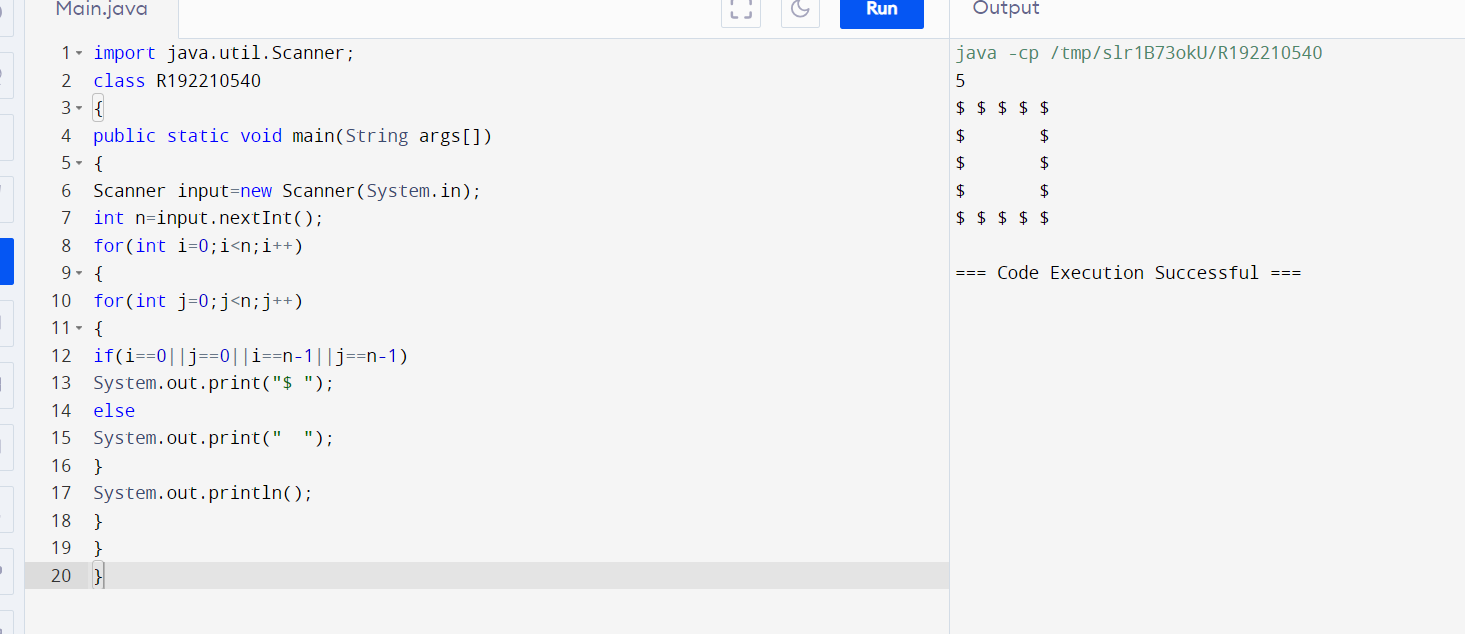 Main.java
Run
Output
1 import java.util.Scanner;
2 class R192210540
3 {
4 public static void main(String args[])
5 {
6 Scanner input=new Scanner(System.in);
7 int n=input.nextInt();
8 for(int i=0;i<n;i++)
9 {
10 for(int j=0;j<n;j++)
11 {
12 if(i==0||j==0||i==n-1||j==n-1)
13 System.out.print("$ ");
14 else
15 System.out.print("  ");
16 }
17 System.out.println();
18 }
19 }
20 }
java -cp /tmp/slr1B73okU/R192210540
5
$ $ $ $ $
$       $
$       $
$       $
$ $ $ $ $
=== Code Execution Successful ===